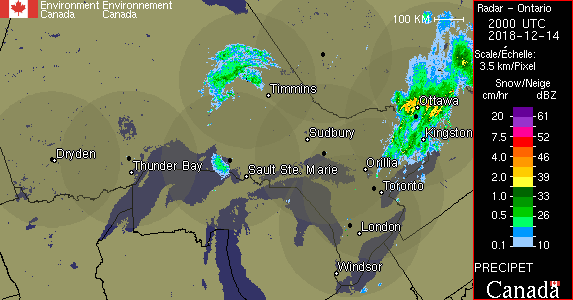 Environment Environnement
Canada Canada
100 KM
Radar - Ontario
2000 UTC
2018-12-14
Scale/Échelle:
3.5 km/Pixel
Snow/Neige
cm/hr dBZ
20 61
7.5 52
4.0 46
2.0 39
1.0 33
0.5 26
0.1 10
PRECIPET
Canada
Timmins
Ottawa
Sudbury
Kingston
Dryden
Thunder Bay
Sault Ste. Marie
Orillia
Toronto
London
Windsor